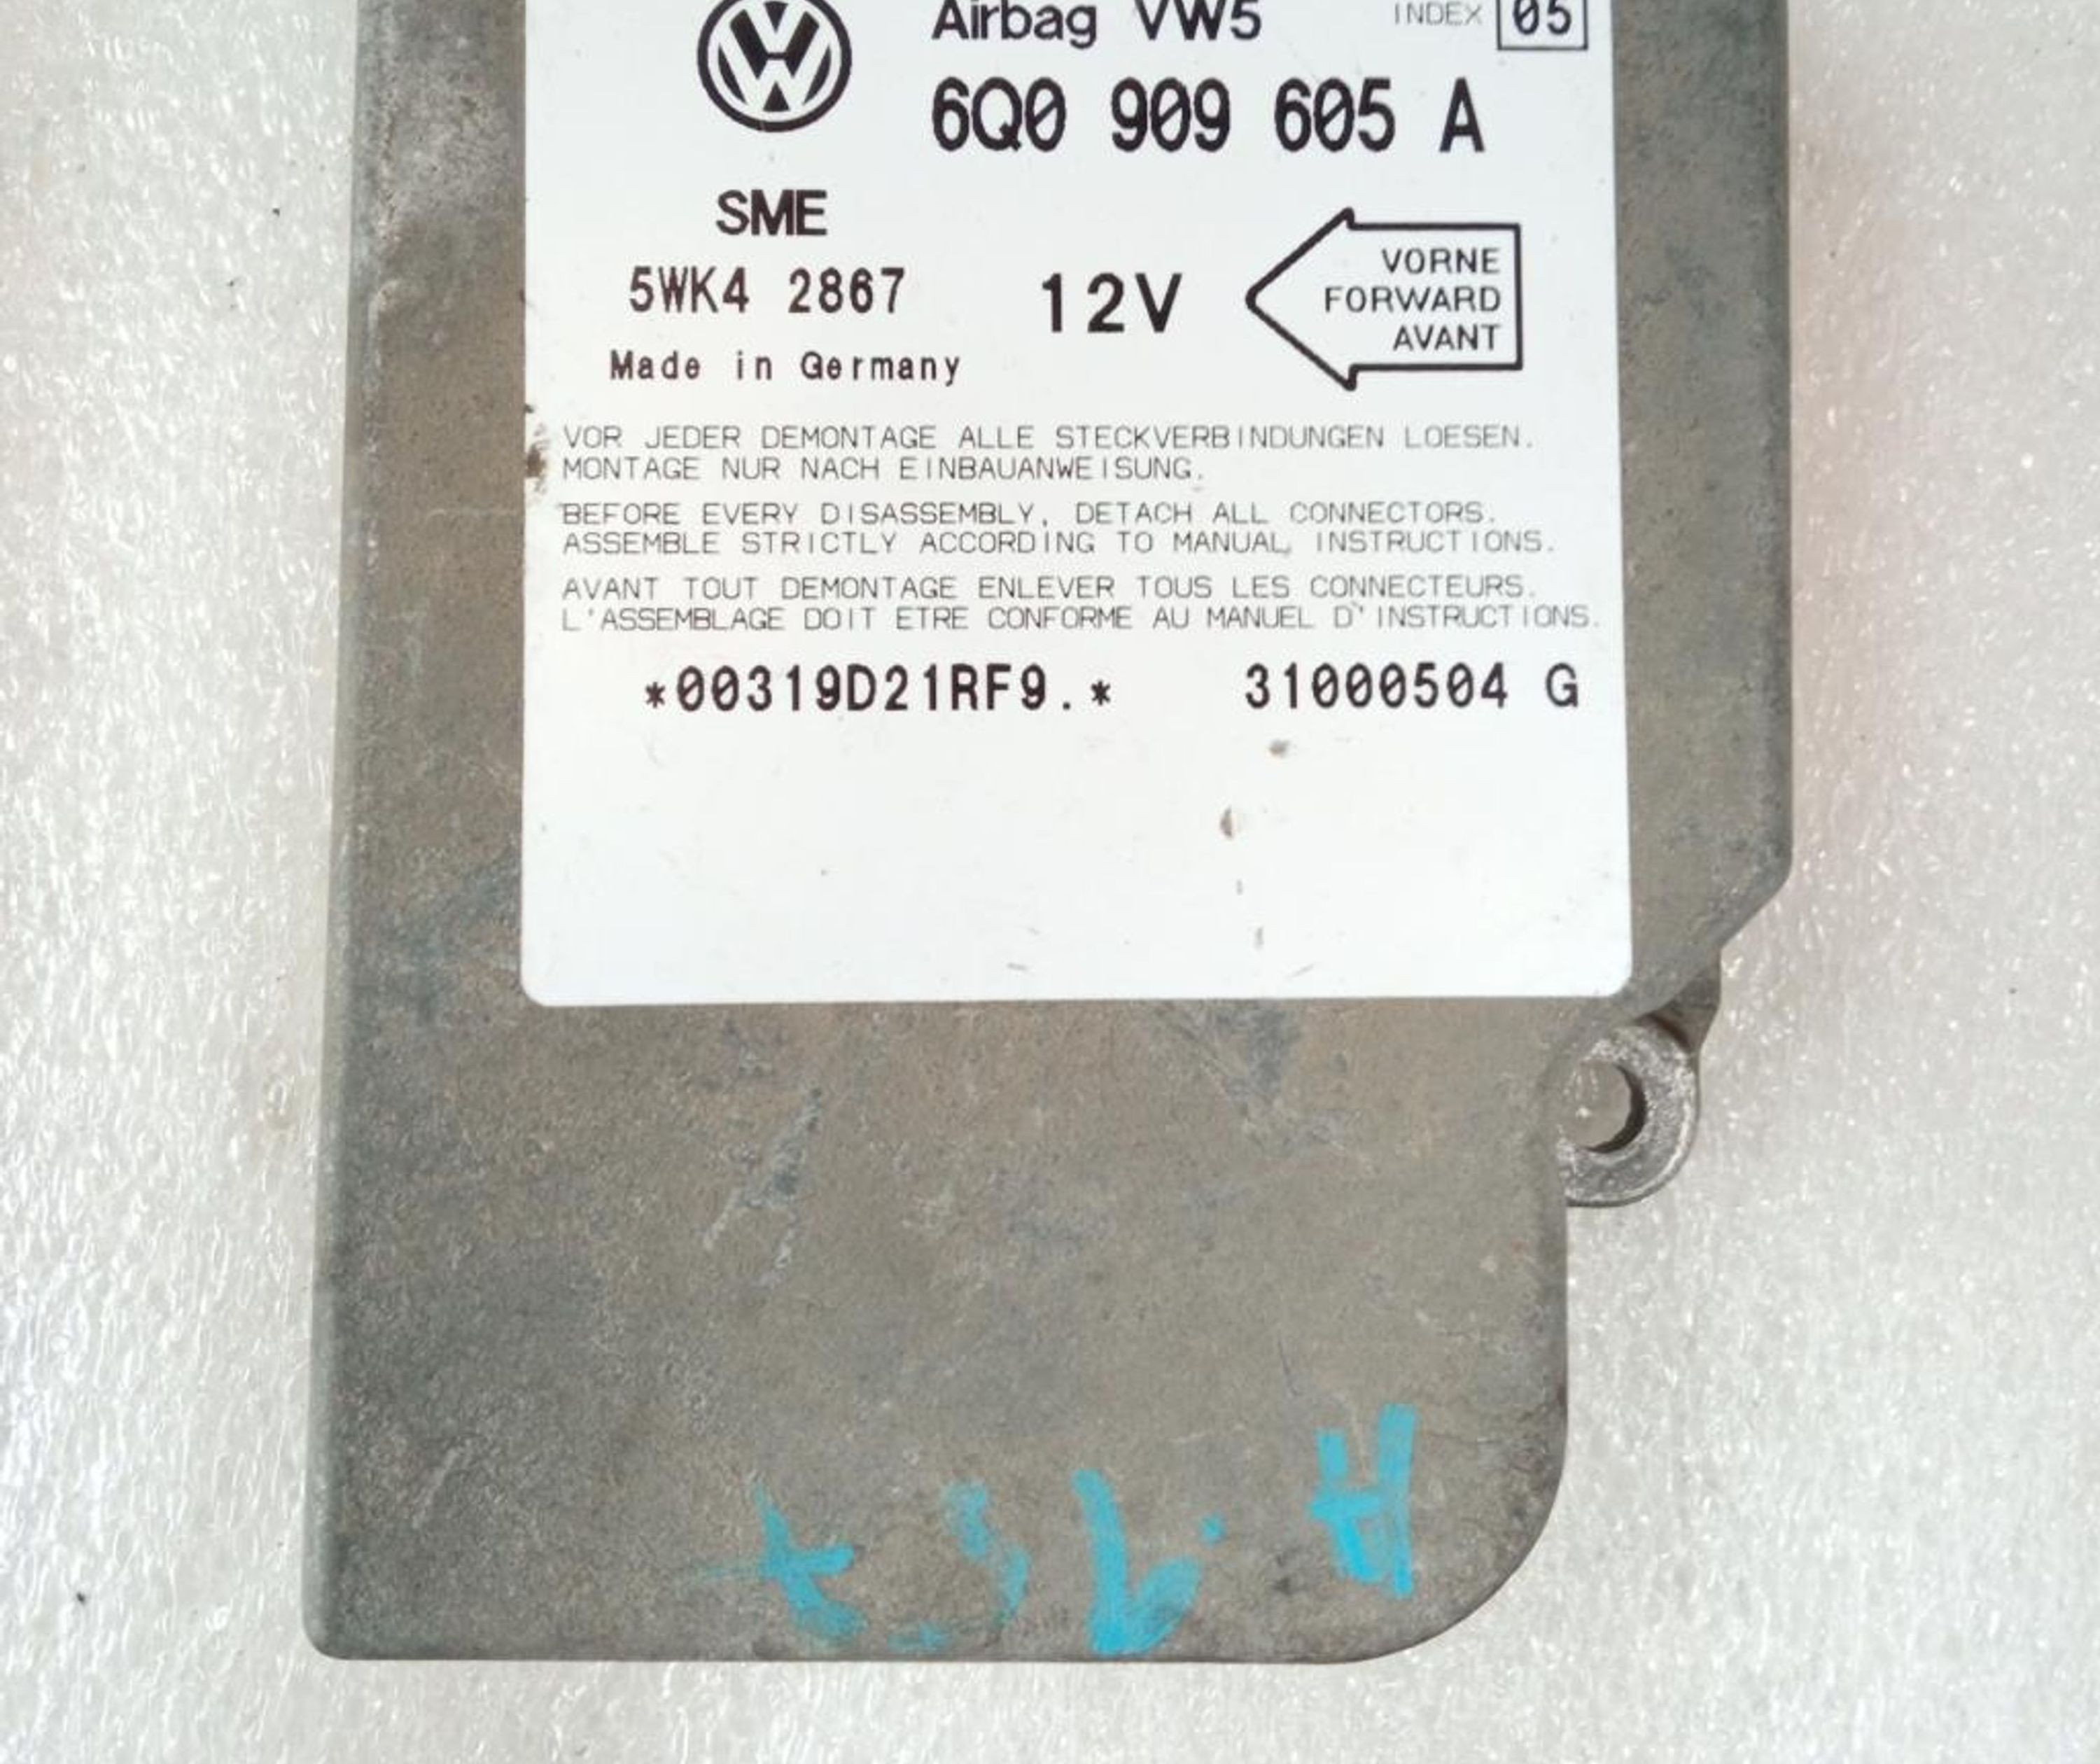 Airbag VW5 INDEX 05
6Q0 909 605 A
SME
5WK4 2867 12V
VORNE
FORWARD
AVANT
Made in Germany
VOR JEDER DEMONTAGE ALLE STECKVERBINDUNGEN LOESEN.
MONTAGE NUR NACH EINBAUANWEISUNG.
BEFORE EVERY DISASSEMBLY, DETACH ALL CONNECTORS.
ASSEMBLE STRICTLY ACCORDING TO MANUAL INSTRUCTIONS.
AVANT TOUT DEMONTAGE ENLEVER TOUS LES CONNECTEURS.
L'ASSEMBLAGE DOIT ETRE CONFORME AU MANUEL D'INSTRUCTIONS.
*00319D21RF9.* 31000504 G